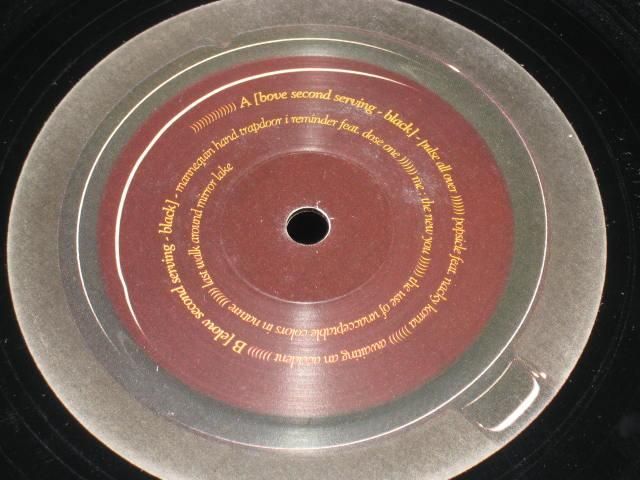 )))))))))))) A [bove second serving - black] - pulse all over )))))) popsicle feat. nucky karma )))))) awaiting an accident )))))) B [elow second serving - black] - mannequin hand trapdoor i reminder feat. dose one )))))) me : the new you )))))) the use of unacceptable colors in nature )))))) last walk around mirror lake